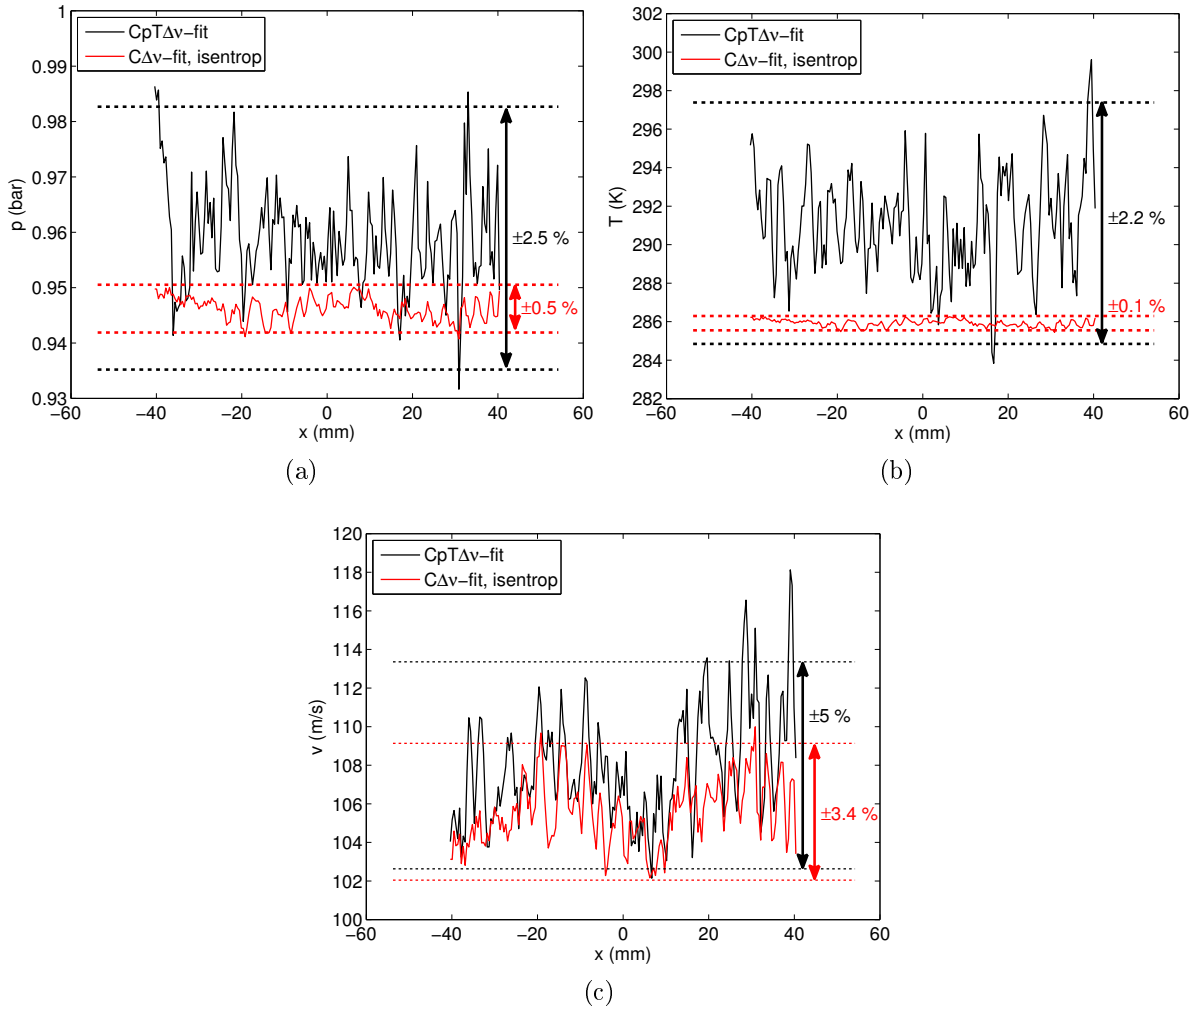 1
0.99
0.98
0.97
0.96
0.95
0.94
0.93
p (bar)
CpTΔν−fit
CΔν−fit, isentrop
±2.5 %
±0.5 %
−60 −40 −20 0 20 40 60
x (mm)
(a)
302
300
298
296
294
292
290
288
286
284
282
T (K)
CpTΔν−fit
CΔν−fit, isentrop
±2.2 %
±0.1 %
−60 −40 −20 0 20 40 60
x (mm)
(b)
120
118
116
114
112
110
108
106
104
102
100
v (m/s)
CpTΔν−fit
CΔν−fit, isentrop
±5 %
±3.4 %
−60 −40 −20 0 20 40 60
x (mm)
(c)